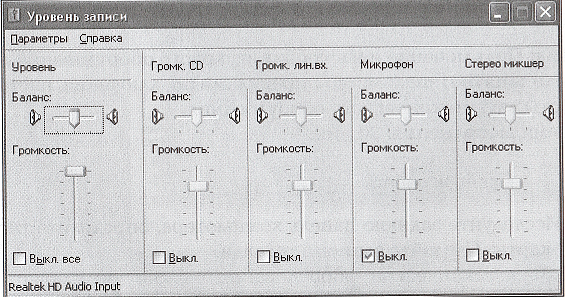 Уровень записи
Параметры Справка
Уровень Громк. CD Громк. лин.вх. Микрофон Стерео микшер
Баланс: Баланс: Баланс: Баланс: Баланс:
Громкость: Громкость: Громкость: Громкость: Громкость:
Выкл. все Выкл. Выкл. Выкл. Выкл.
Realtek HD Audio Input